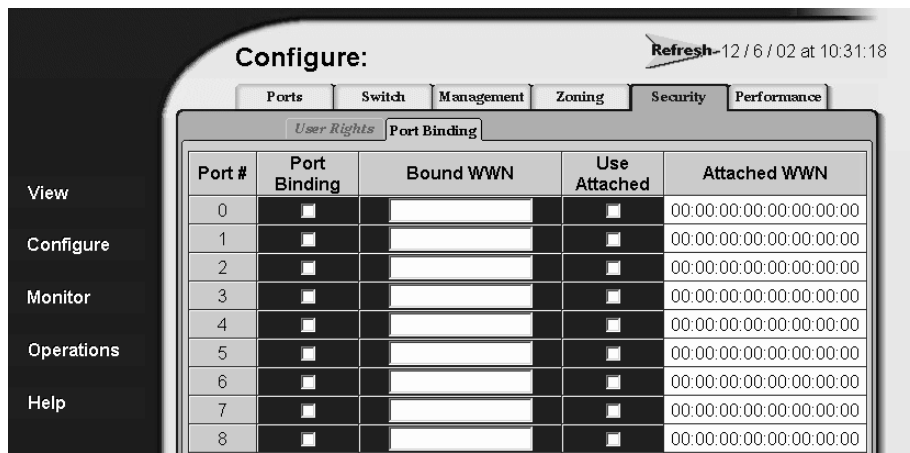 Configure:
Refresh 12 / 6 / 02 at 10:31:18
Ports Switch Management Zoning Security Performance
User Rights Port Binding
Port # Port Binding Bound WWN Use Attached Attached WWN
View
Configure
Monitor
Operations
Help
0 00:00:00:00:00:00:00:00
1 00:00:00:00:00:00:00:00
2 00:00:00:00:00:00:00:00
3 00:00:00:00:00:00:00:00
4 00:00:00:00:00:00:00:00
5 00:00:00:00:00:00:00:00
6 00:00:00:00:00:00:00:00
7 00:00:00:00:00:00:00:00
8 00:00:00:00:00:00:00:00